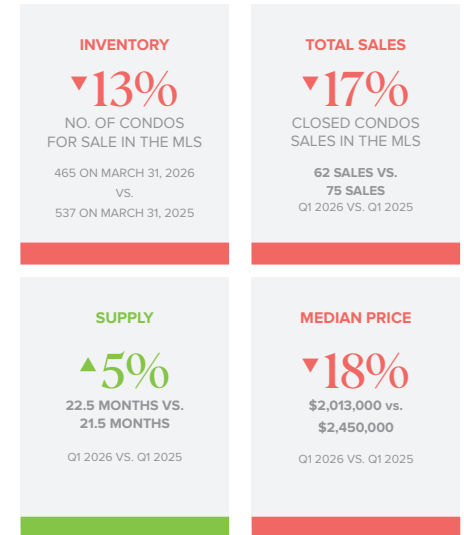 INVENTORY
▼13%
NO. OF CONDOS
FOR SALE IN THE MLS
465 ON MARCH 31, 2026
VS.
537 ON MARCH 31, 2025
TOTAL SALES
▼17%
CLOSED CONDOS
SALES IN THE MLS
62 SALES VS.
75 SALES
Q1 2026 VS. Q1 2025
SUPPLY
▲5%
22.5 MONTHS VS.
21.5 MONTHS
Q1 2026 VS. Q1 2025
MEDIAN PRICE
▼18%
$2,013,000 vs.
$2,450,000
Q1 2026 VS. Q1 2025